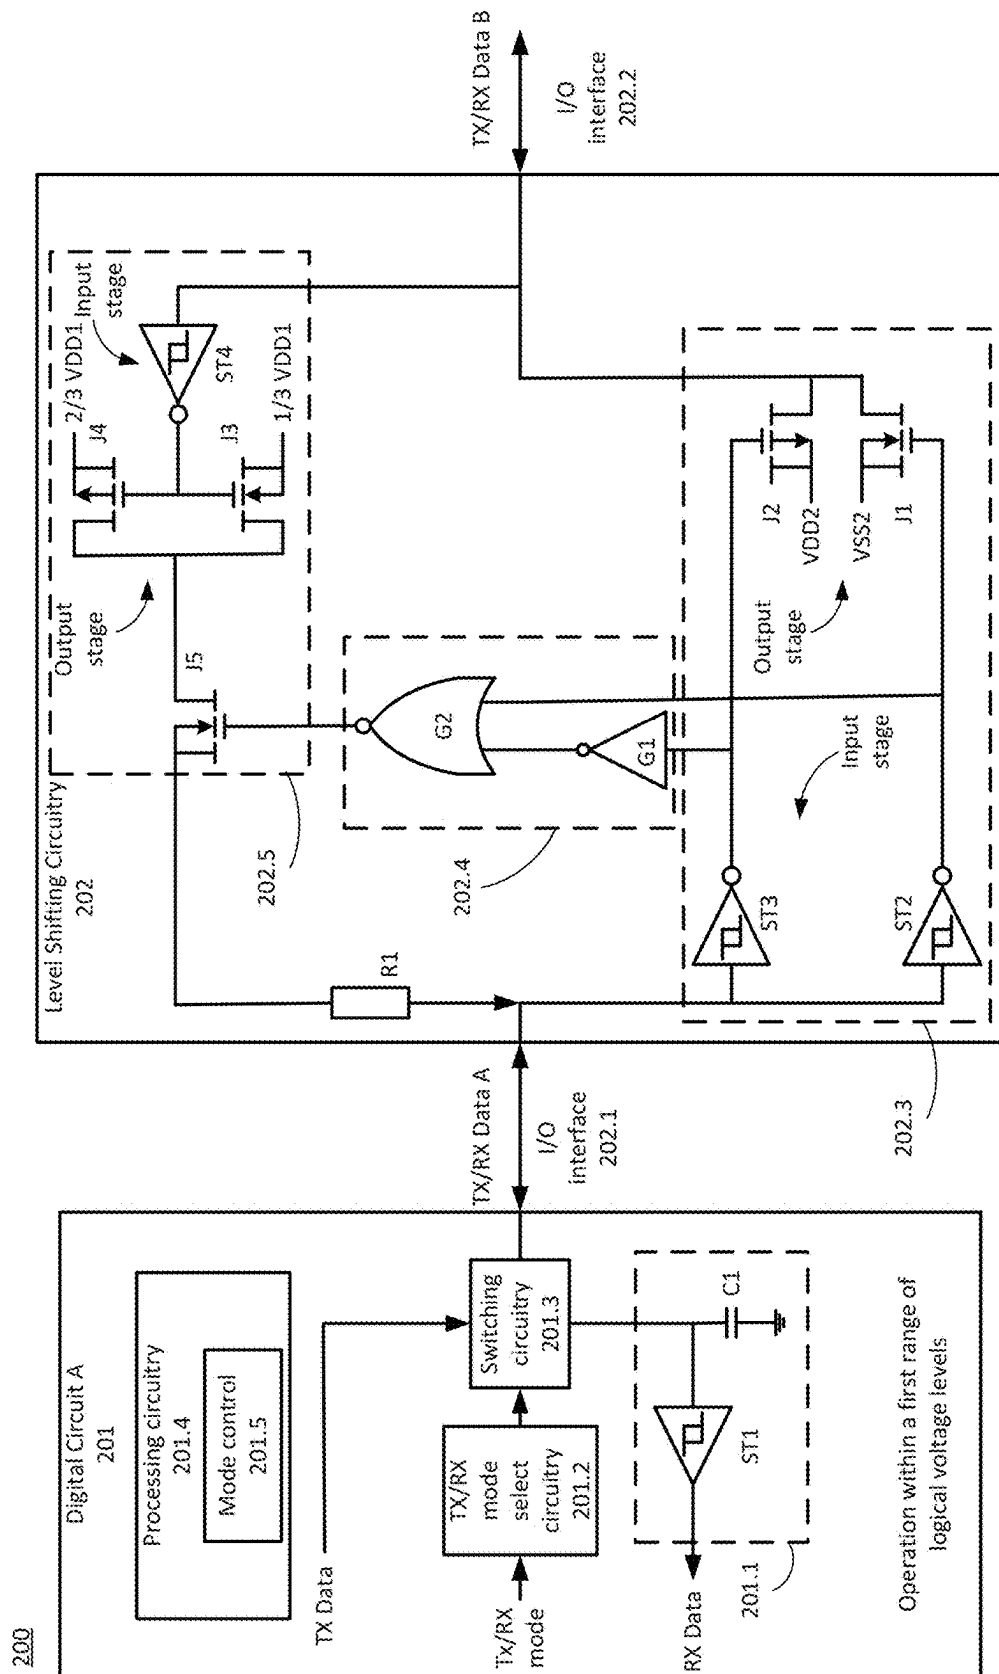 200
Digital Circuit A
201
Processing circuitry
201.4
Mode control
201.5
TX Data
Tx/RX
mode
TX/RX
mode
select
circuitry
201.2
Switching
circuitry
201.3
RX Data
ST1
C1
201.1
Operation within a first range of
logical voltage levels
TX/RX Data A
I/O
interface
202.1
Level Shifting Circuitry
202
R1
202.5
J5
Output
stage
J4
2/3 VDD1
J3
1/3 VDD1
Input
stage
ST4
202.4
G2
G1
ST3
ST2
Input
stage
Output
stage
J2
VDD2
VSS2
J1
202.3
TX/RX Data B
I/O
interface
202.2